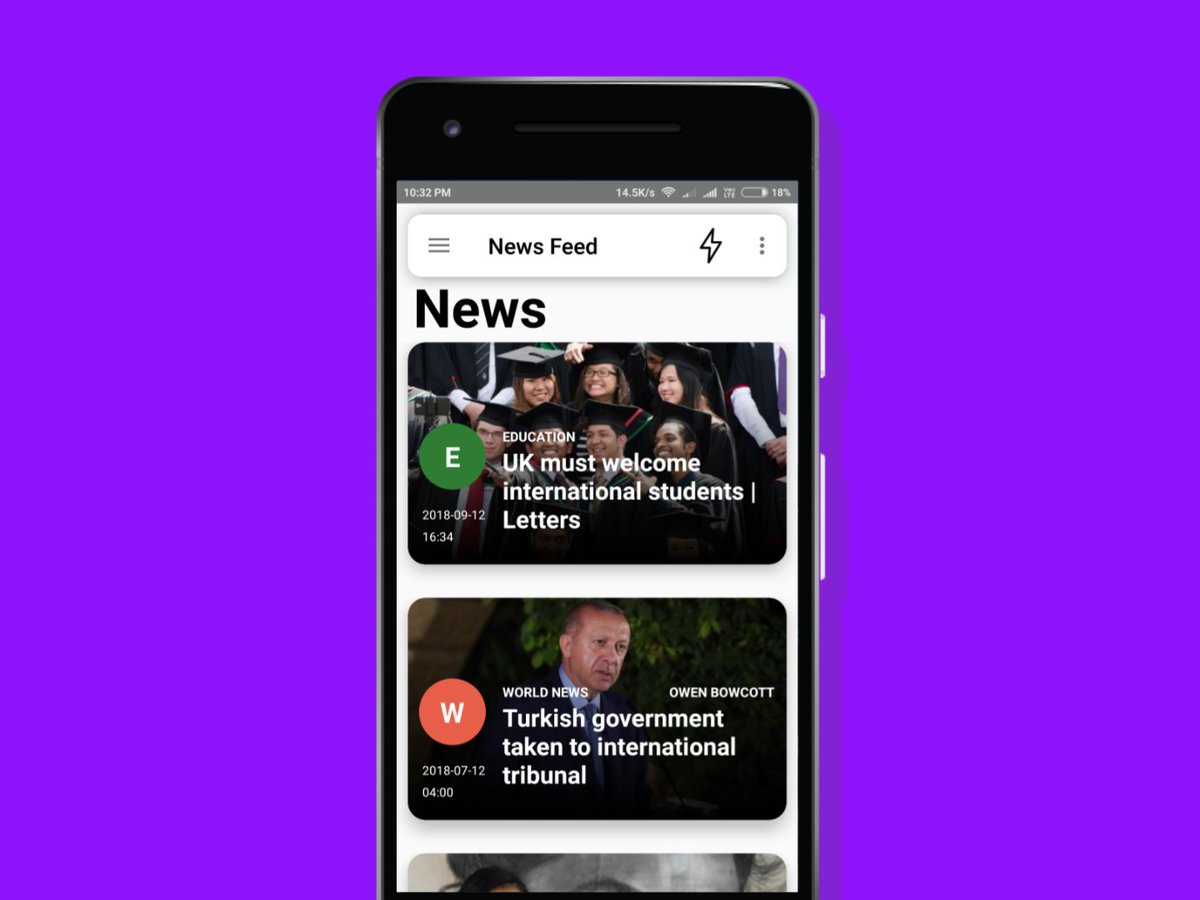 10:32 PM 14.5K/s VoLTE 18%
News Feed
News
EDUCATION
E
UK must welcome
international students |
Letters
2018-09-12
16:34
WORLD NEWS OWEN BOWCOTT
W
Turkish government
taken to international
tribunal
2018-07-12
04:00